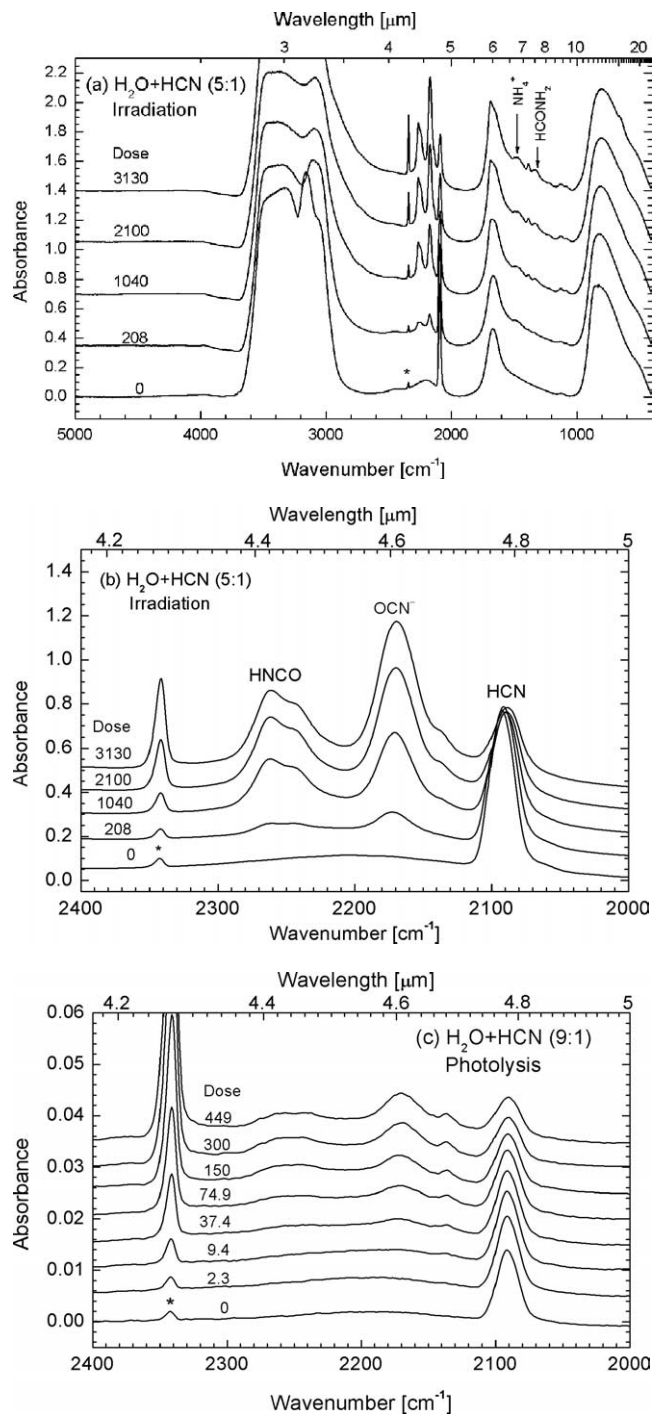 Wavelength [μm]
3 4 5 6 7 8 10 20
2.2
(a) H₂O+HCN (5:1)
2.0
Irradiation
1.8
NH₄⁺
HCONH₂
Dose
1.6
3130
1.4
1.2
2100
1.0
0.8
1040
0.6
208
0.4
0.2
0
*
0.0
Absorbance
5000 4000 3000 2000 1000
Wavenumber [cm⁻¹]
Wavelength [μm]
4.2 4.4 4.6 4.8 5
1.4
(b) H₂O+HCN (5:1)
Irradiation
OCN⁻
1.2
1.0
HNCO
HCN
0.8
Dose
0.6
3130
2100
0.4
1040
0.2
208
0
*
0.0
Absorbance
2400 2300 2200 2100 2000
Wavenumber [cm⁻¹]
Wavelength [μm]
4.2 4.4 4.6 4.8 5
0.06
(c) H₂O+HCN (9:1)
Photolysis
0.05
Dose
0.04
449
300
0.03
150
74.9
0.02
37.4
9.4
0.01
2.3
*
0
0.00
Absorbance
2400 2300 2200 2100 2000
Wavenumber [cm⁻¹]